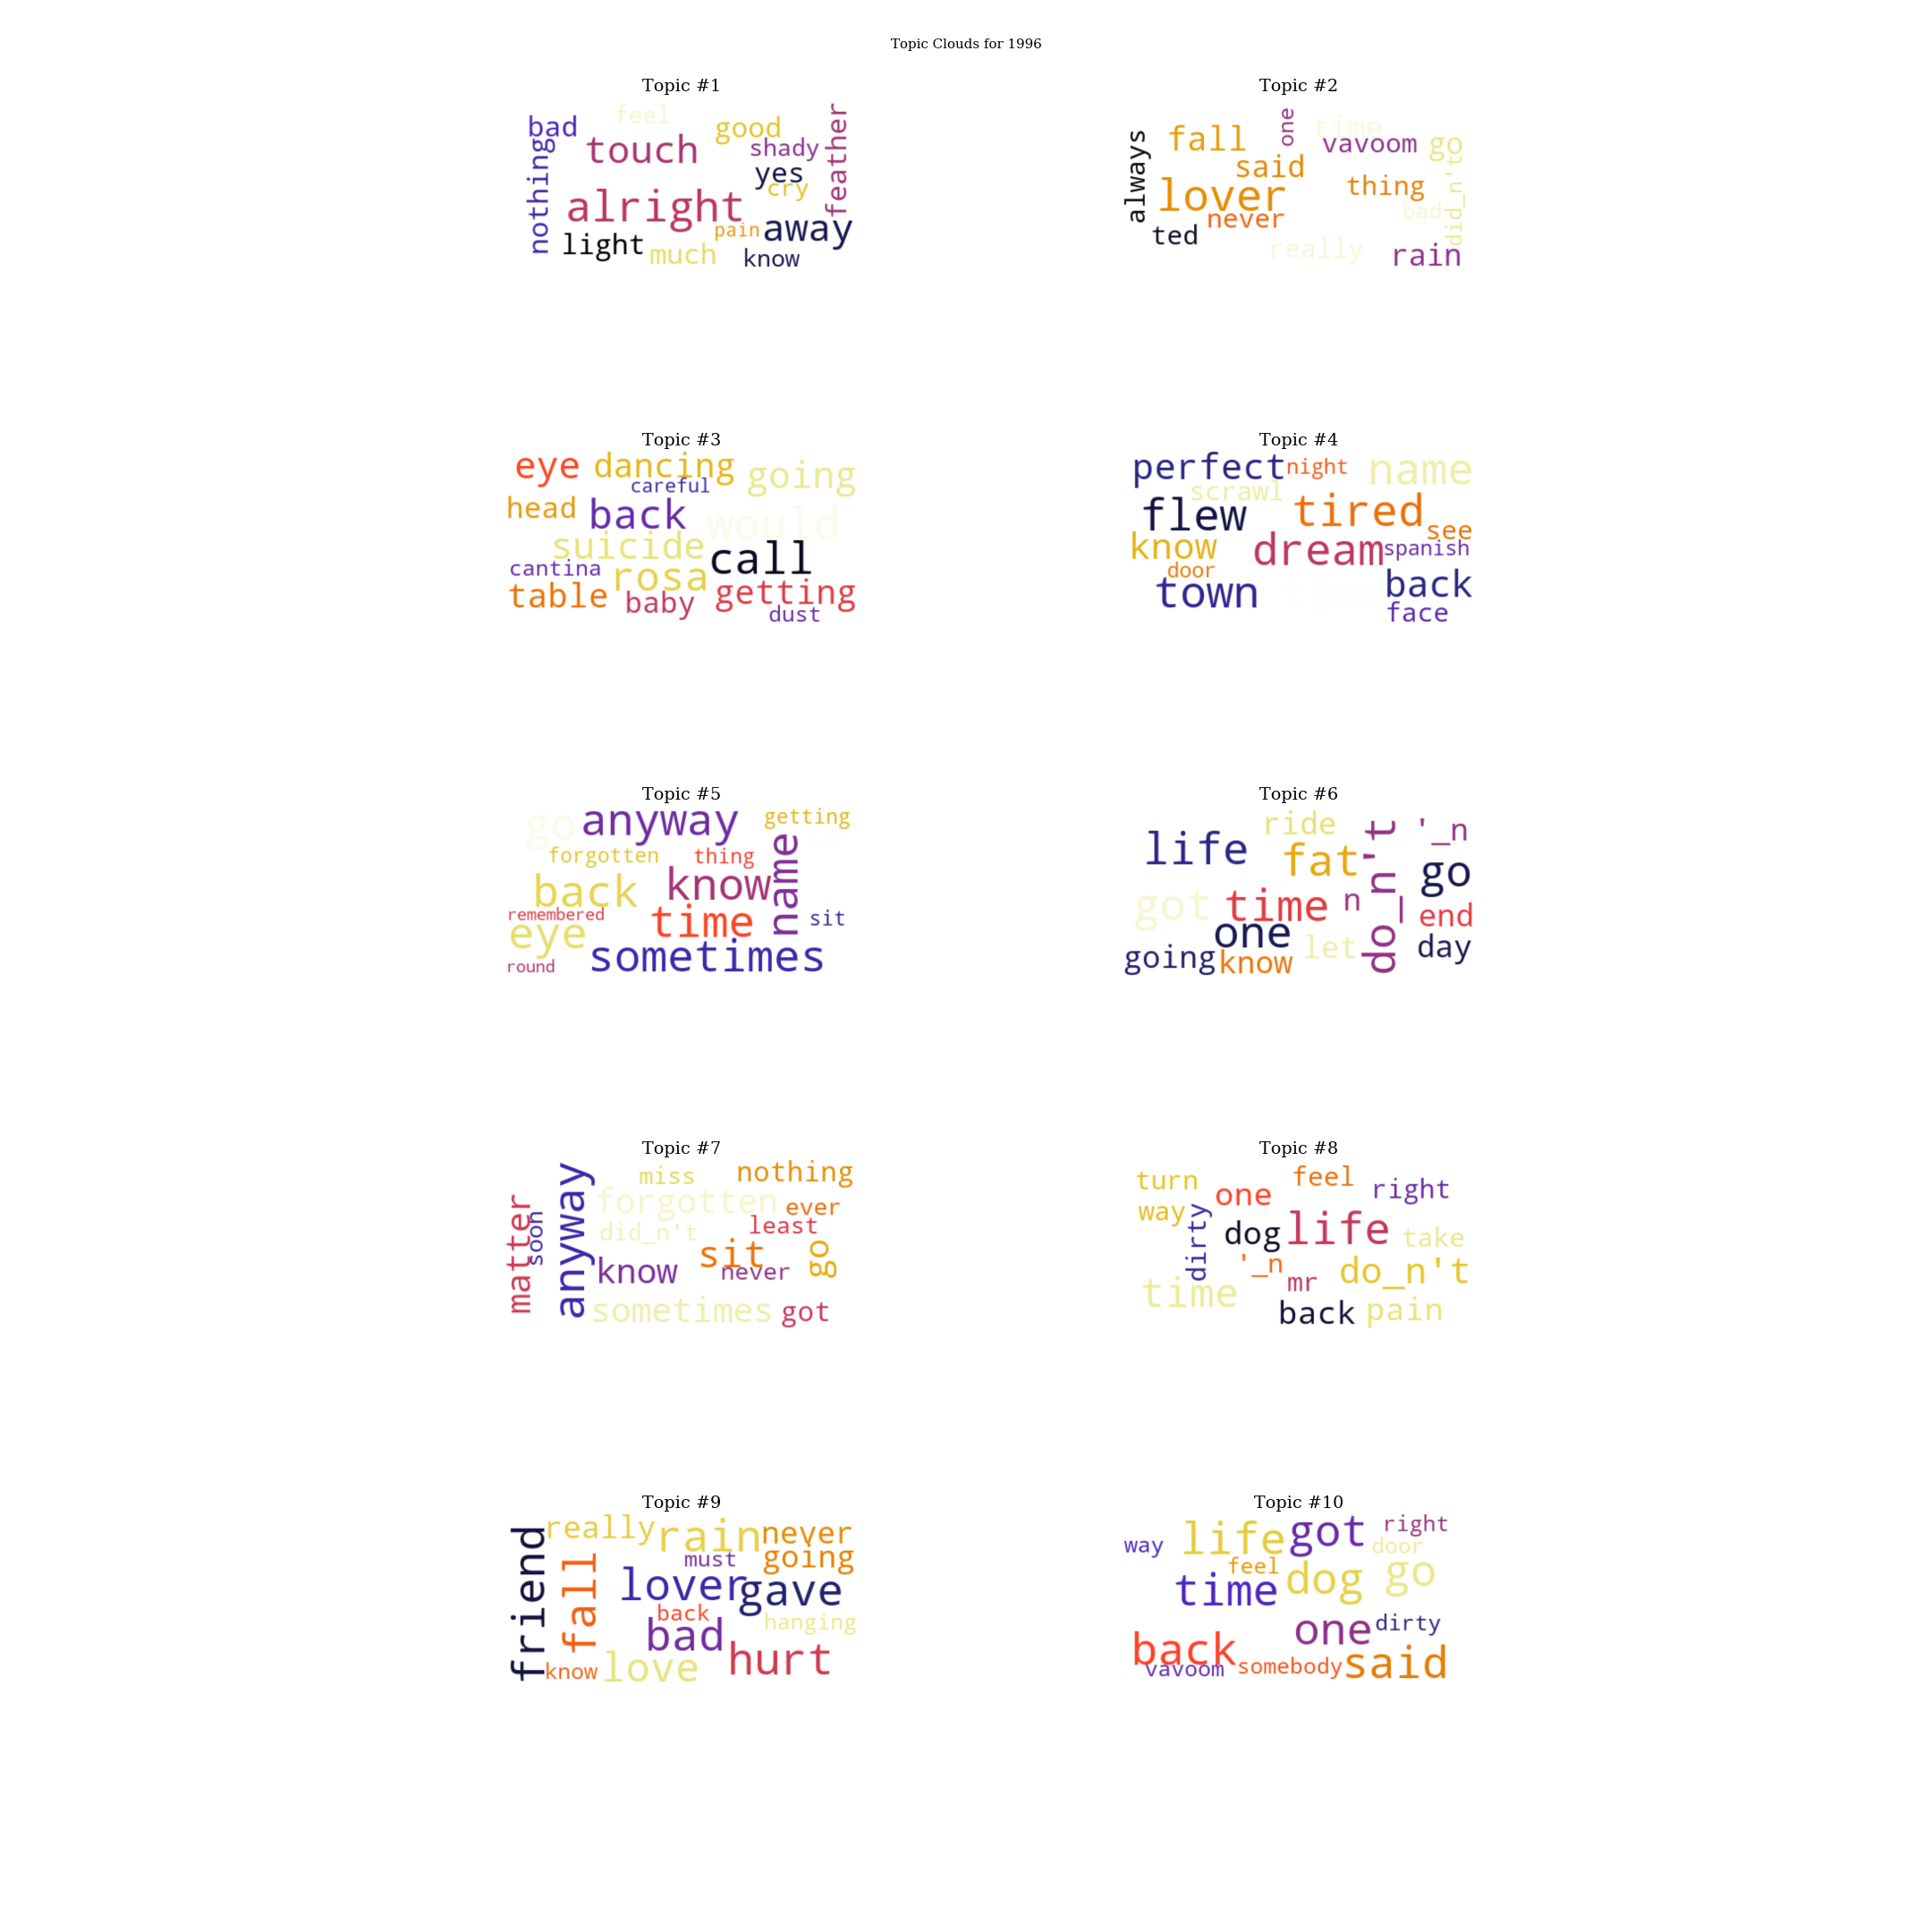 Topic Clouds for 1996
Topic #1
feel
bad
good
feather
touch
shady
nothing
yes
cry
alright
pain
away
light
much
know
Topic #2
one
time
fall
vavoom
go
always
said
did_n't
lover
thing
never
bad
ted
really
rain
Topic #3
eye
dancing
going
careful
head
back
would
suicide
call
cantina
rosa
table
baby
getting
dust
Topic #4
perfect
night
name
scrawl
flew
tired
see
know
dream
spanish
door
town
back
face
Topic #5
go
anyway
getting
forgotten
thing
name
back
know
remembered
time
sit
eye
round
sometimes
Topic #6
ride
do_n't
'_n
life
fat
go
got
time
n
end
one
going
know
let
day
Topic #7
miss
nothing
matter
soon
anyway
forgotten
ever
did_n't
least
sit
go
know
never
sometimes
got
Topic #8
turn
feel
right
way
one
dirty
dog
life
take
'_n
mr
do_n't
time
back
pain
Topic #9
friend
really
rain
never
must
going
fall
lover
gave
back
hanging
bad
hurt
know
love
Topic #10
way
life
got
right
door
feel
time
dog
go
one
dirty
back
vavoom
somebody
said